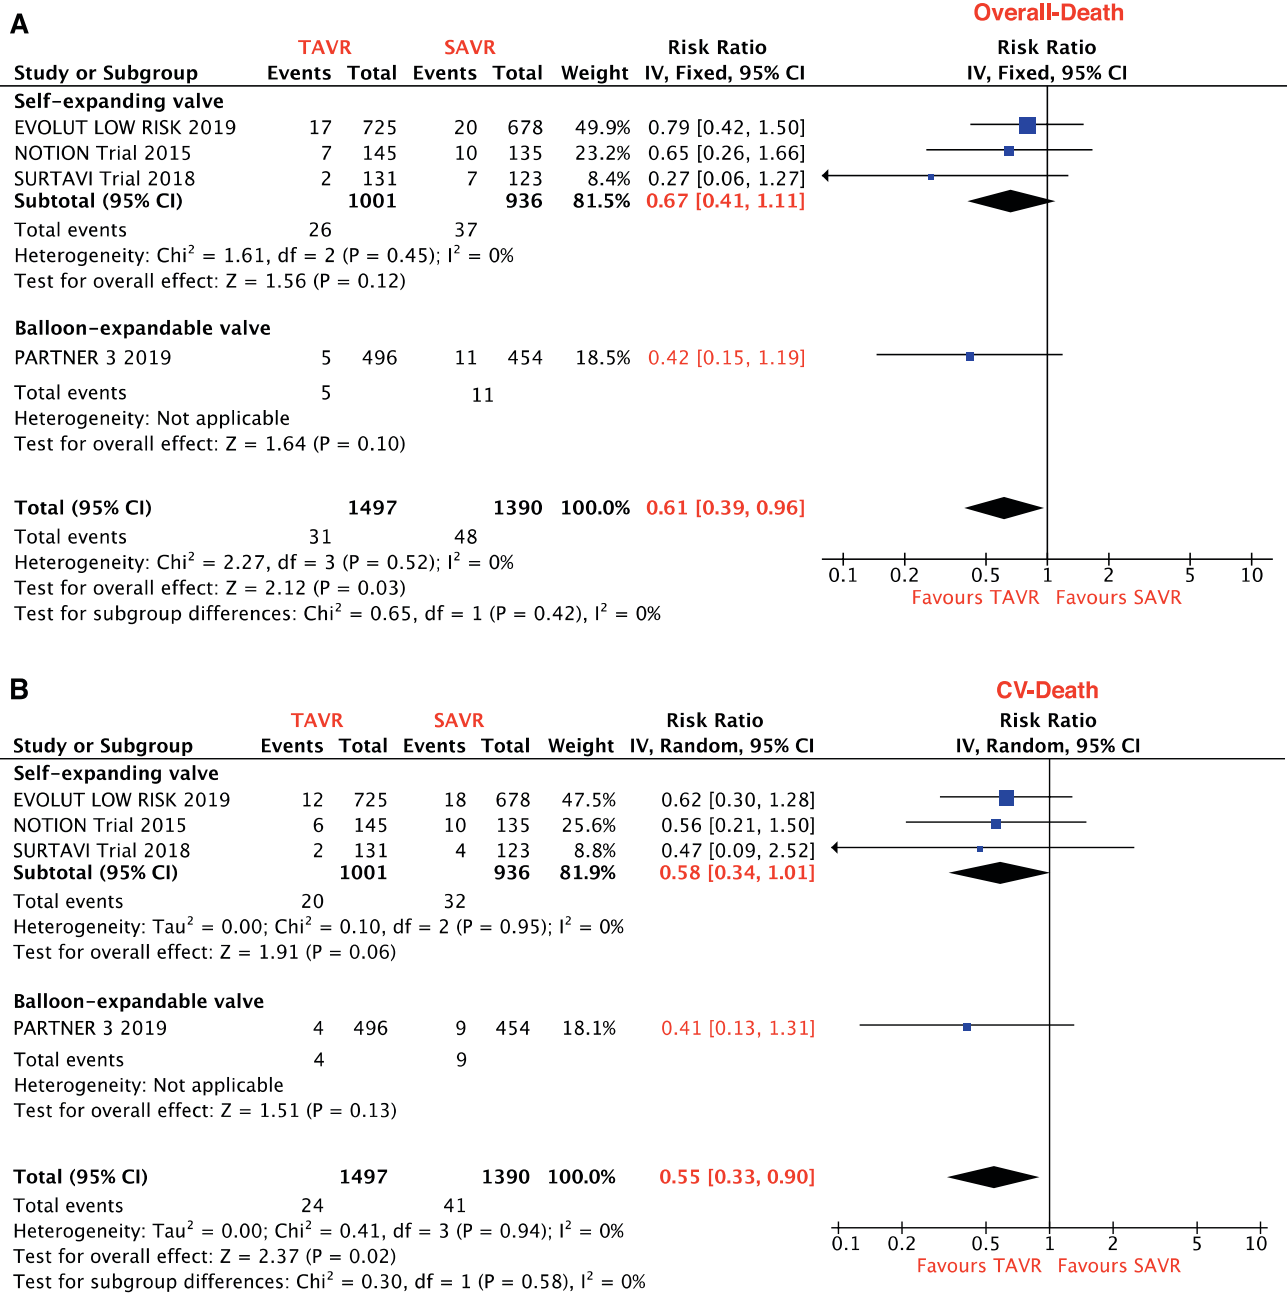 A
Overall-Death
TAVR SAVR Risk Ratio Risk Ratio
Study or Subgroup Events Total Events Total Weight IV, Fixed, 95% CI IV, Fixed, 95% CI
Self-expanding valve
EVOLUT LOW RISK 2019 17 725 20 678 49.9% 0.79 [0.42, 1.50]
NOTION Trial 2015 7 145 10 135 23.2% 0.65 [0.26, 1.66]
SURTAVI Trial 2018 2 131 7 123 8.4% 0.27 [0.06, 1.27]
Subtotal (95% CI) 1001 936 81.5% 0.67 [0.41, 1.11]
Total events 26 37
Heterogeneity: Chi² = 1.61, df = 2 (P = 0.45); I² = 0%
Test for overall effect: Z = 1.56 (P = 0.12)
Balloon-expandable valve
PARTNER 3 2019 5 496 11 454 18.5% 0.42 [0.15, 1.19]
Total events 5 11
Heterogeneity: Not applicable
Test for overall effect: Z = 1.64 (P = 0.10)
Total (95% CI) 1497 1390 100.0% 0.61 [0.39, 0.96]
Total events 31 48
Heterogeneity: Chi² = 2.27, df = 3 (P = 0.52); I² = 0%
Test for overall effect: Z = 2.12 (P = 0.03)
Test for subgroup differences: Chi² = 0.65, df = 1 (P = 0.42), I² = 0%
0.1 0.2 0.5 1 2 5 10
Favours TAVR Favours SAVR
B
CV-Death
TAVR SAVR Risk Ratio Risk Ratio
Study or Subgroup Events Total Events Total Weight IV, Random, 95% CI IV, Random, 95% CI
Self-expanding valve
EVOLUT LOW RISK 2019 12 725 18 678 47.5% 0.62 [0.30, 1.28]
NOTION Trial 2015 6 145 10 135 25.6% 0.56 [0.21, 1.50]
SURTAVI Trial 2018 2 131 4 123 8.8% 0.47 [0.09, 2.52]
Subtotal (95% CI) 1001 936 81.9% 0.58 [0.34, 1.01]
Total events 20 32
Heterogeneity: Tau² = 0.00; Chi² = 0.10, df = 2 (P = 0.95); I² = 0%
Test for overall effect: Z = 1.91 (P = 0.06)
Balloon-expandable valve
PARTNER 3 2019 4 496 9 454 18.1% 0.41 [0.13, 1.31]
Total events 4 9
Heterogeneity: Not applicable
Test for overall effect: Z = 1.51 (P = 0.13)
Total (95% CI) 1497 1390 100.0% 0.55 [0.33, 0.90]
Total events 24 41
Heterogeneity: Tau² = 0.00; Chi² = 0.41, df = 3 (P = 0.94); I² = 0%
Test for overall effect: Z = 2.37 (P = 0.02)
Test for subgroup differences: Chi² = 0.30, df = 1 (P = 0.58), I² = 0%
0.1 0.2 0.5 1 2 5 10
Favours TAVR Favours SAVR